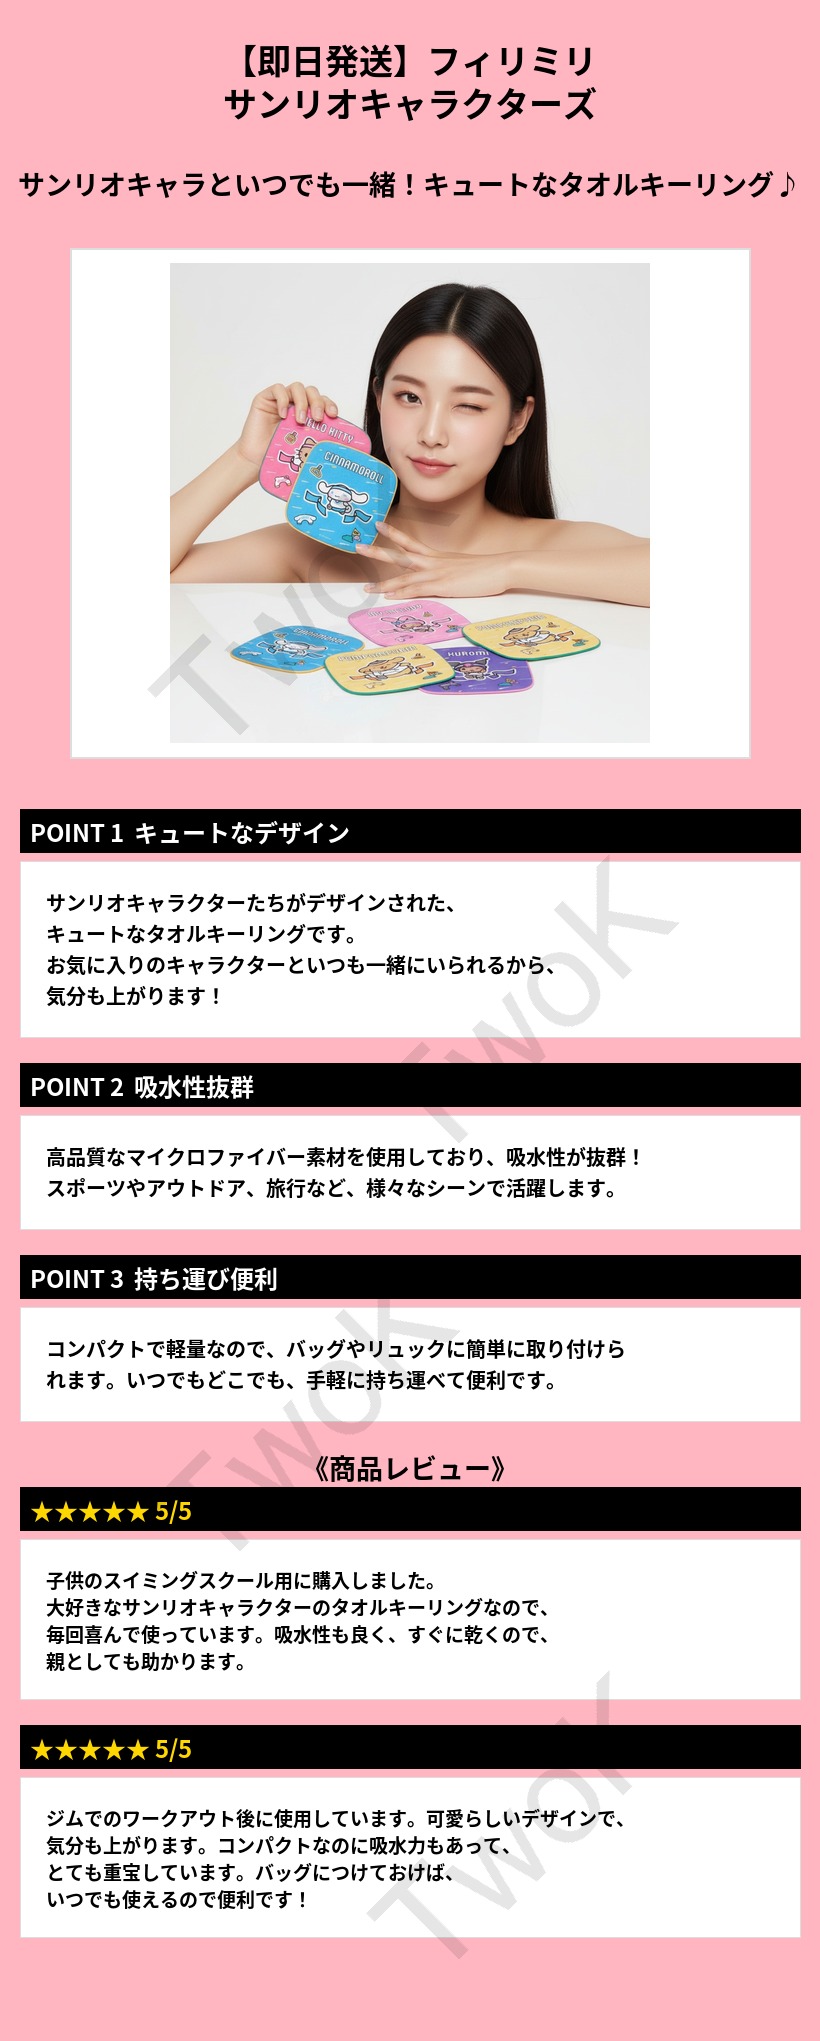 【即日発送】フィリミリ
サンリオキャラクターズ
サンリオキャラといつでも一緒！キュートなタオルキーリング♪
HELLO KITTY
CINNAMOROLL
CINNAMOROLL
KUROMI
TwoK
POINT 1 キュートなデザイン
サンリオキャラクターたちがデザインされた、
キュートなタオルキーリングです。
お気に入りのキャラクターといつも一緒にいられるから、
気分も上がります！
TwoK
POINT 2 吸水性抜群
高品質なマイクロファイバー素材を使用しており、吸水性が抜群！
スポーツやアウトドア、旅行など、様々なシーンで活躍します。
POINT 3 持ち運び便利
コンパクトで軽量なので、バッグやリュックに簡単に取り付けら
れます。いつでもどこでも、手軽に持ち運べて便利です。
TwoK
《商品レビュー》
★★★★★ 5/5
子供のスイミングスクール用に購入しました。
大好きなサンリオキャラクターのタオルキーリングなので、
毎回喜んで使っています。吸水性も良く、すぐに乾くので、
親としても助かります。
★★★★★ 5/5
ジムでのワークアウト後に使用しています。可愛らしいデザインで、
気分も上がります。コンパクトなのに吸水力もあって、
とても重宝しています。バッグにつけておけば、
いつでも使えるので便利です！
TwoK